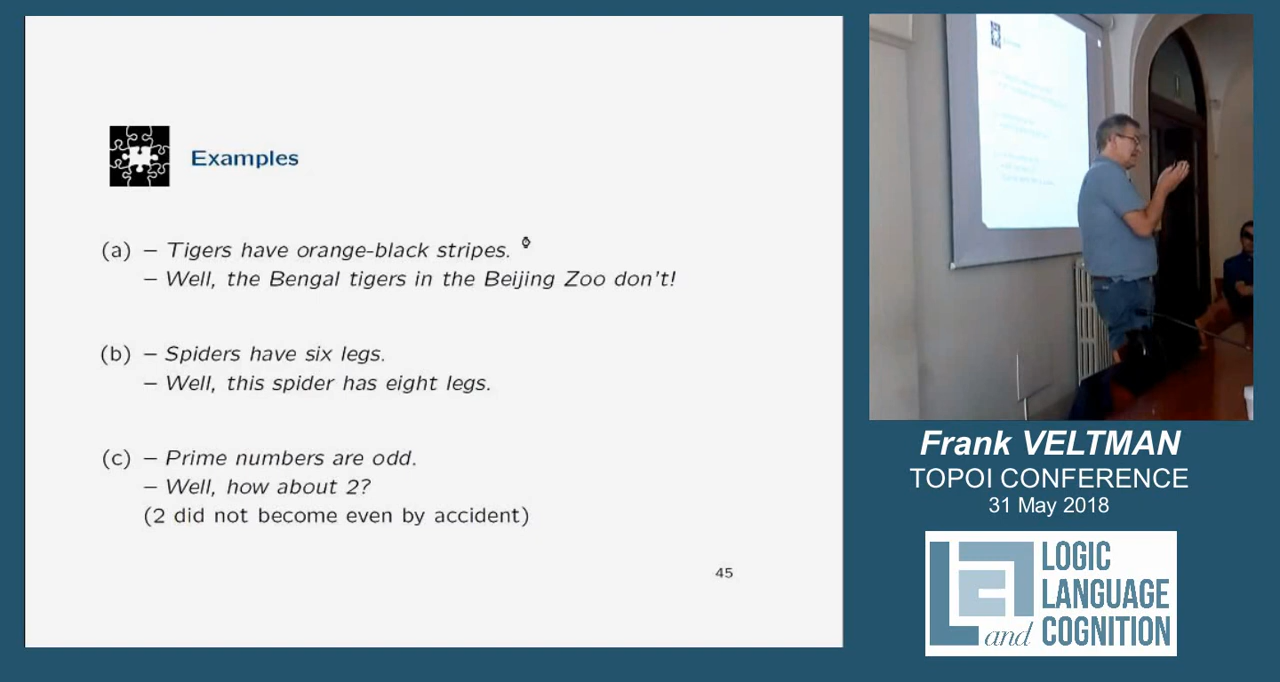 Examples
(a) – Tigers have orange-black stripes.
– Well, the Bengal tigers in the Beijing Zoo don't!
(b) – Spiders have six legs.
– Well, this spider has eight legs.
(c) – Prime numbers are odd.
– Well, how about 2?
(2 did not become even by accident)
45
Frank VELTMAN
TOPOI CONFERENCE
31 May 2018
LOGIC
LANGUAGE
and COGNITION